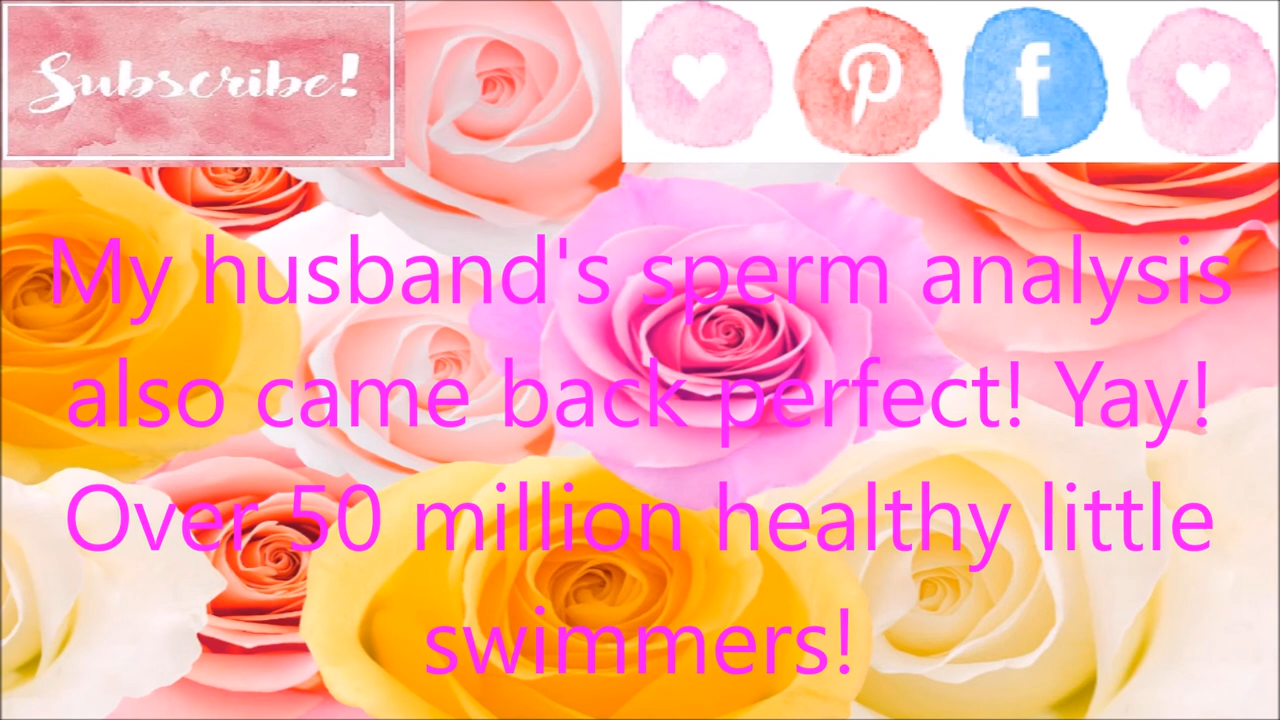 Subscribe!
My husband's sperm analysis
also came back perfect! Yay!
Over 50 million healthy little
swimmers!